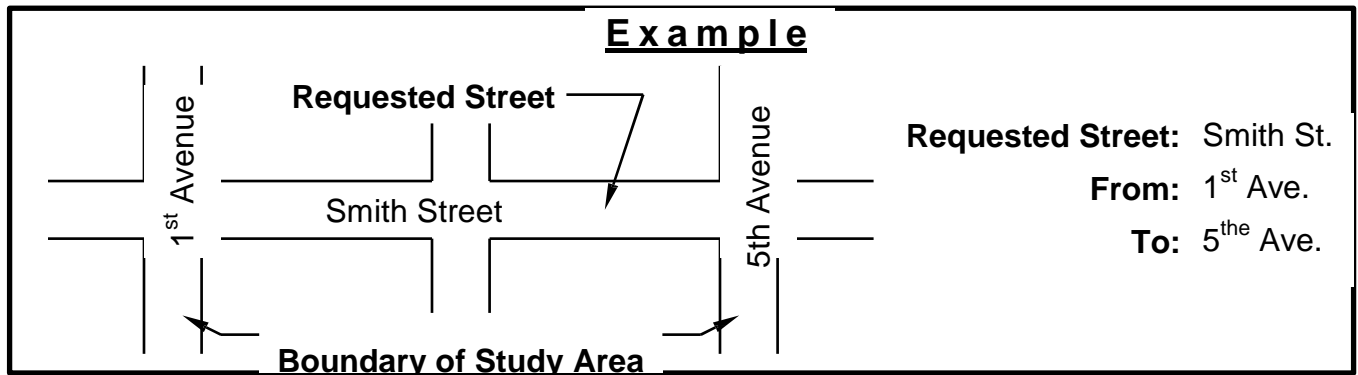 Example
Requested Street
1st Avenue
Smith Street
5th Avenue
Boundary of Study Area
Requested Street: Smith St.
From: 1st Ave.
To: 5the Ave.